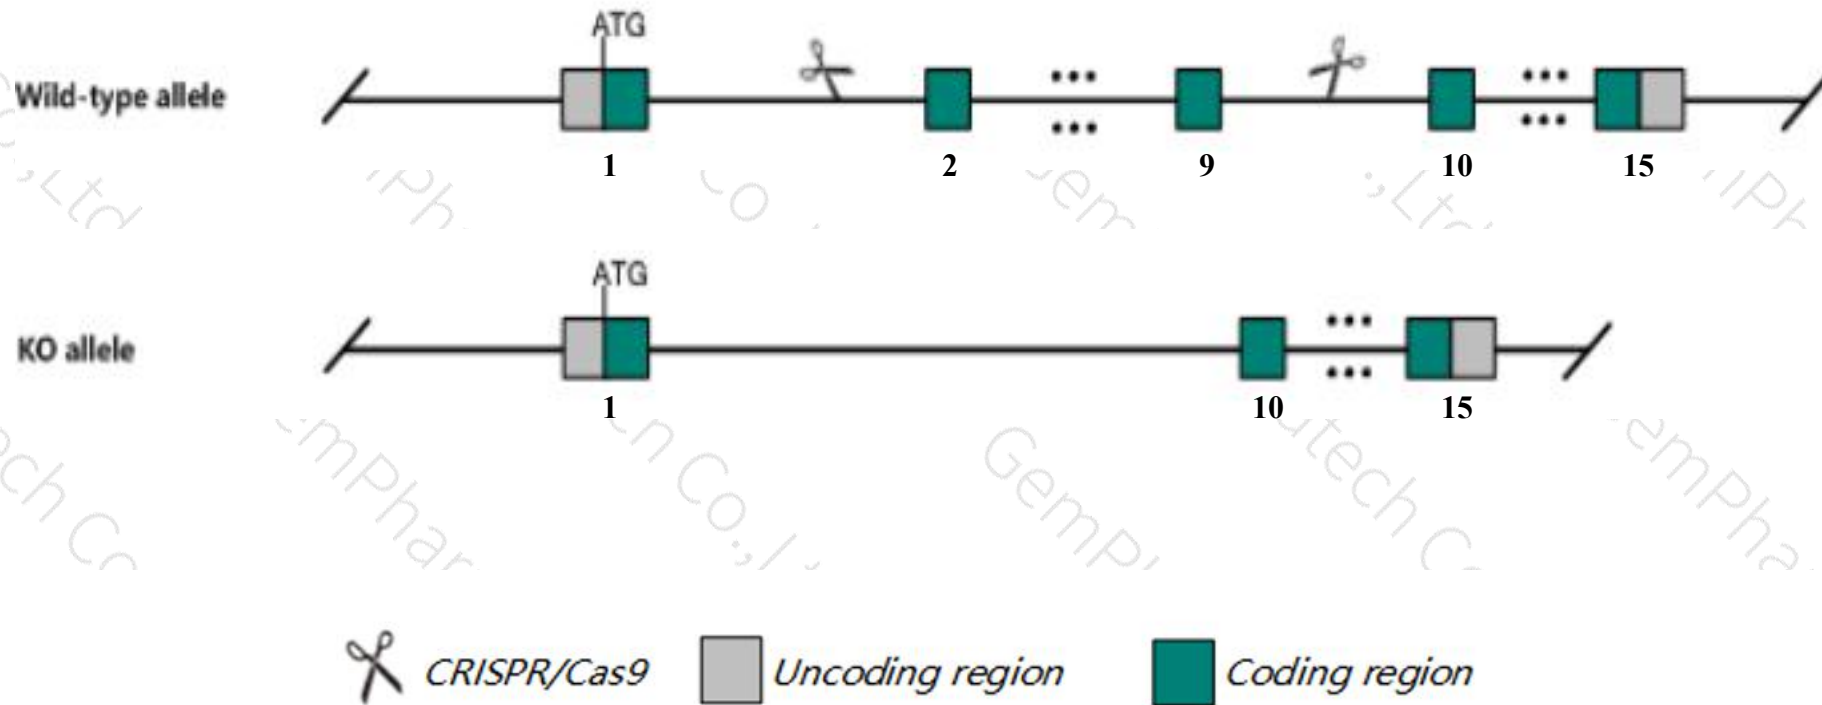 ATG
Wild-type allele
1 2 9 10 15
ATG
KO allele
1 10 15
CRISPR/Cas9 Uncoding region Coding region